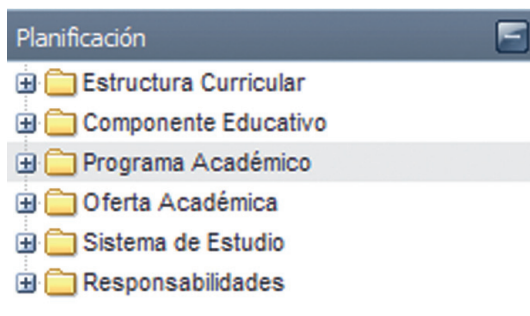 Planificación
Estructura Curricular
Componente Educativo
Programa Académico
Oferta Académica
Sistema de Estudio
Responsabilidades